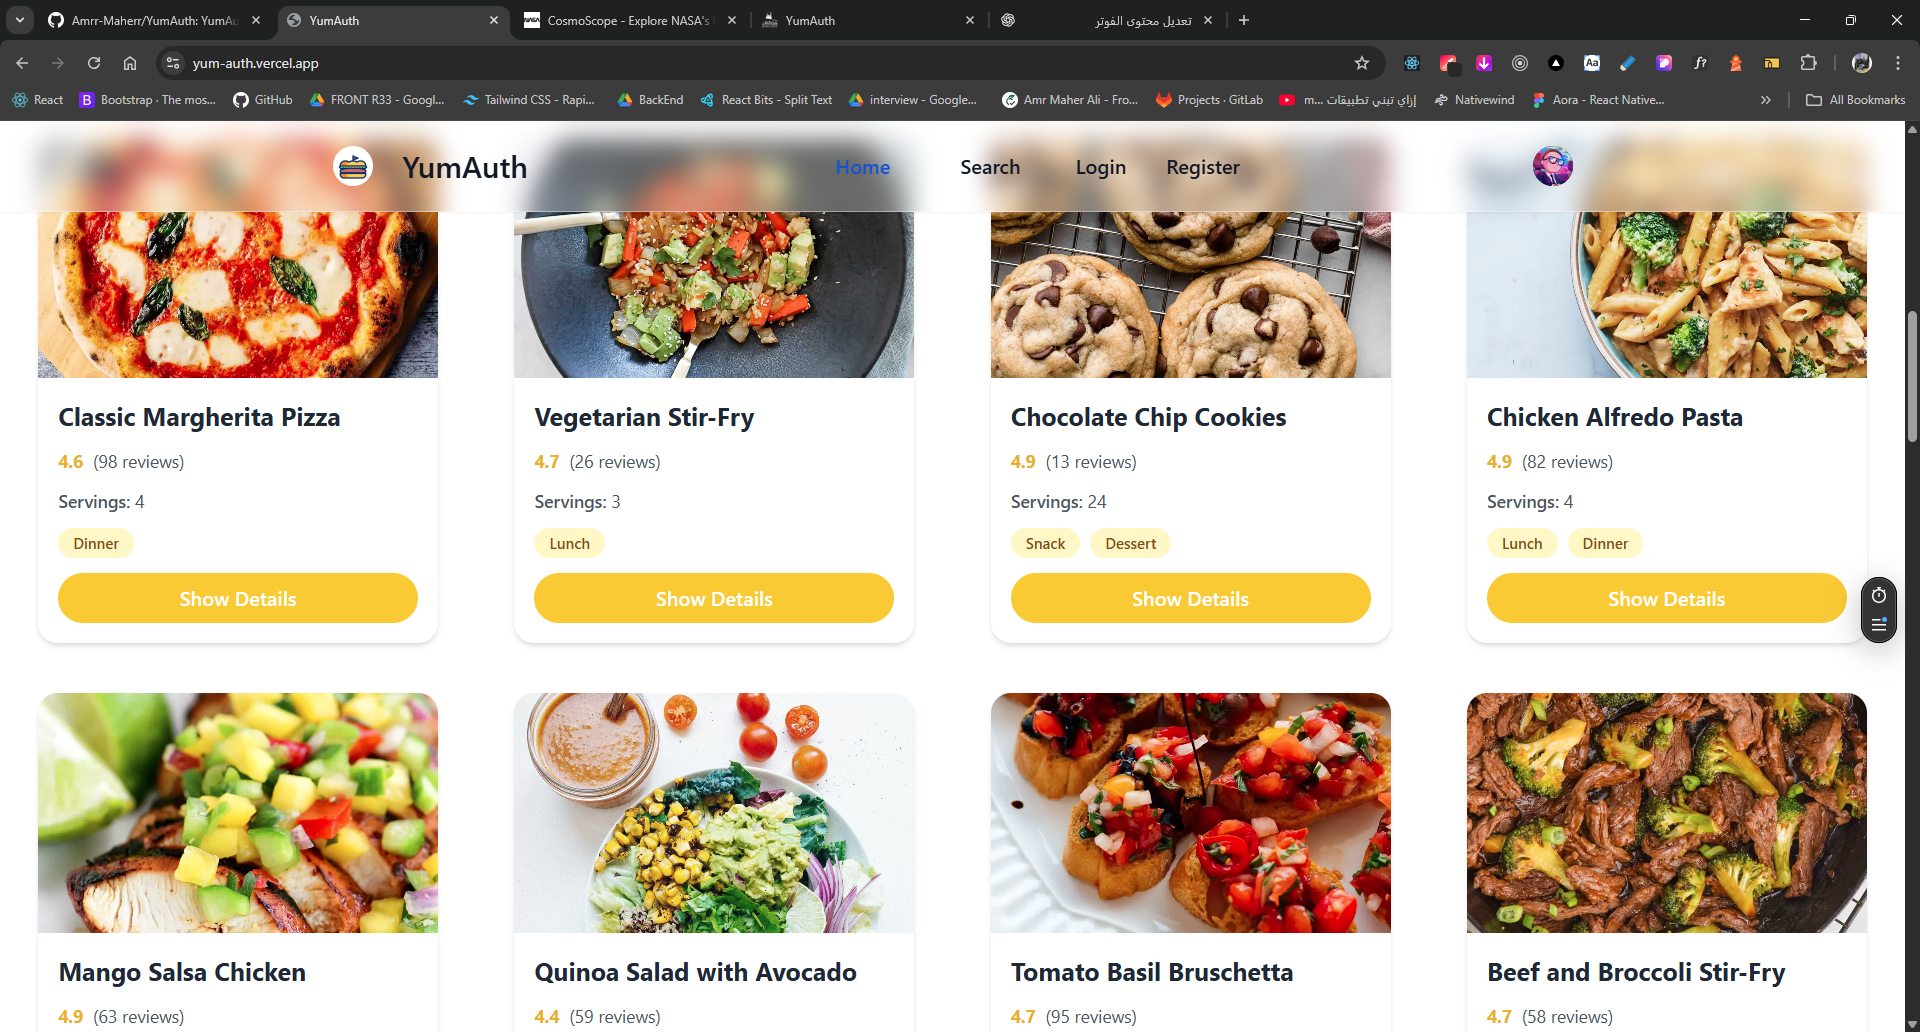 Amrr-Maherr/YumAuth: YumAu
YumAuth
CosmoScope - Explore NASA's
YumAuth
تعديل محتوى الفوتر
yum-auth.vercel.app
React
Bootstrap · The mos...
GitHub
FRONT R33 - Googl...
Tailwind CSS - Rapi...
BackEnd
React Bits - Split Text
interview - Google...
Amr Maher Ali - Fro...
Projects · GitLab
إزاي تبني تطبيقات m...
Nativewind
Aora - React Native...
All Bookmarks
YumAuth
Home
Search
Login
Register
Classic Margherita Pizza
Vegetarian Stir-Fry
Chocolate Chip Cookies
Chicken Alfredo Pasta
4.6 (98 reviews)
4.7 (26 reviews)
4.9 (13 reviews)
4.9 (82 reviews)
Servings: 4
Servings: 3
Servings: 24
Servings: 4
Dinner
Lunch
Snack Dessert
Lunch Dinner
Show Details
Show Details
Show Details
Show Details
Mango Salsa Chicken
Quinoa Salad with Avocado
Tomato Basil Bruschetta
Beef and Broccoli Stir-Fry
4.9 (63 reviews)
4.4 (59 reviews)
4.7 (95 reviews)
4.7 (58 reviews)